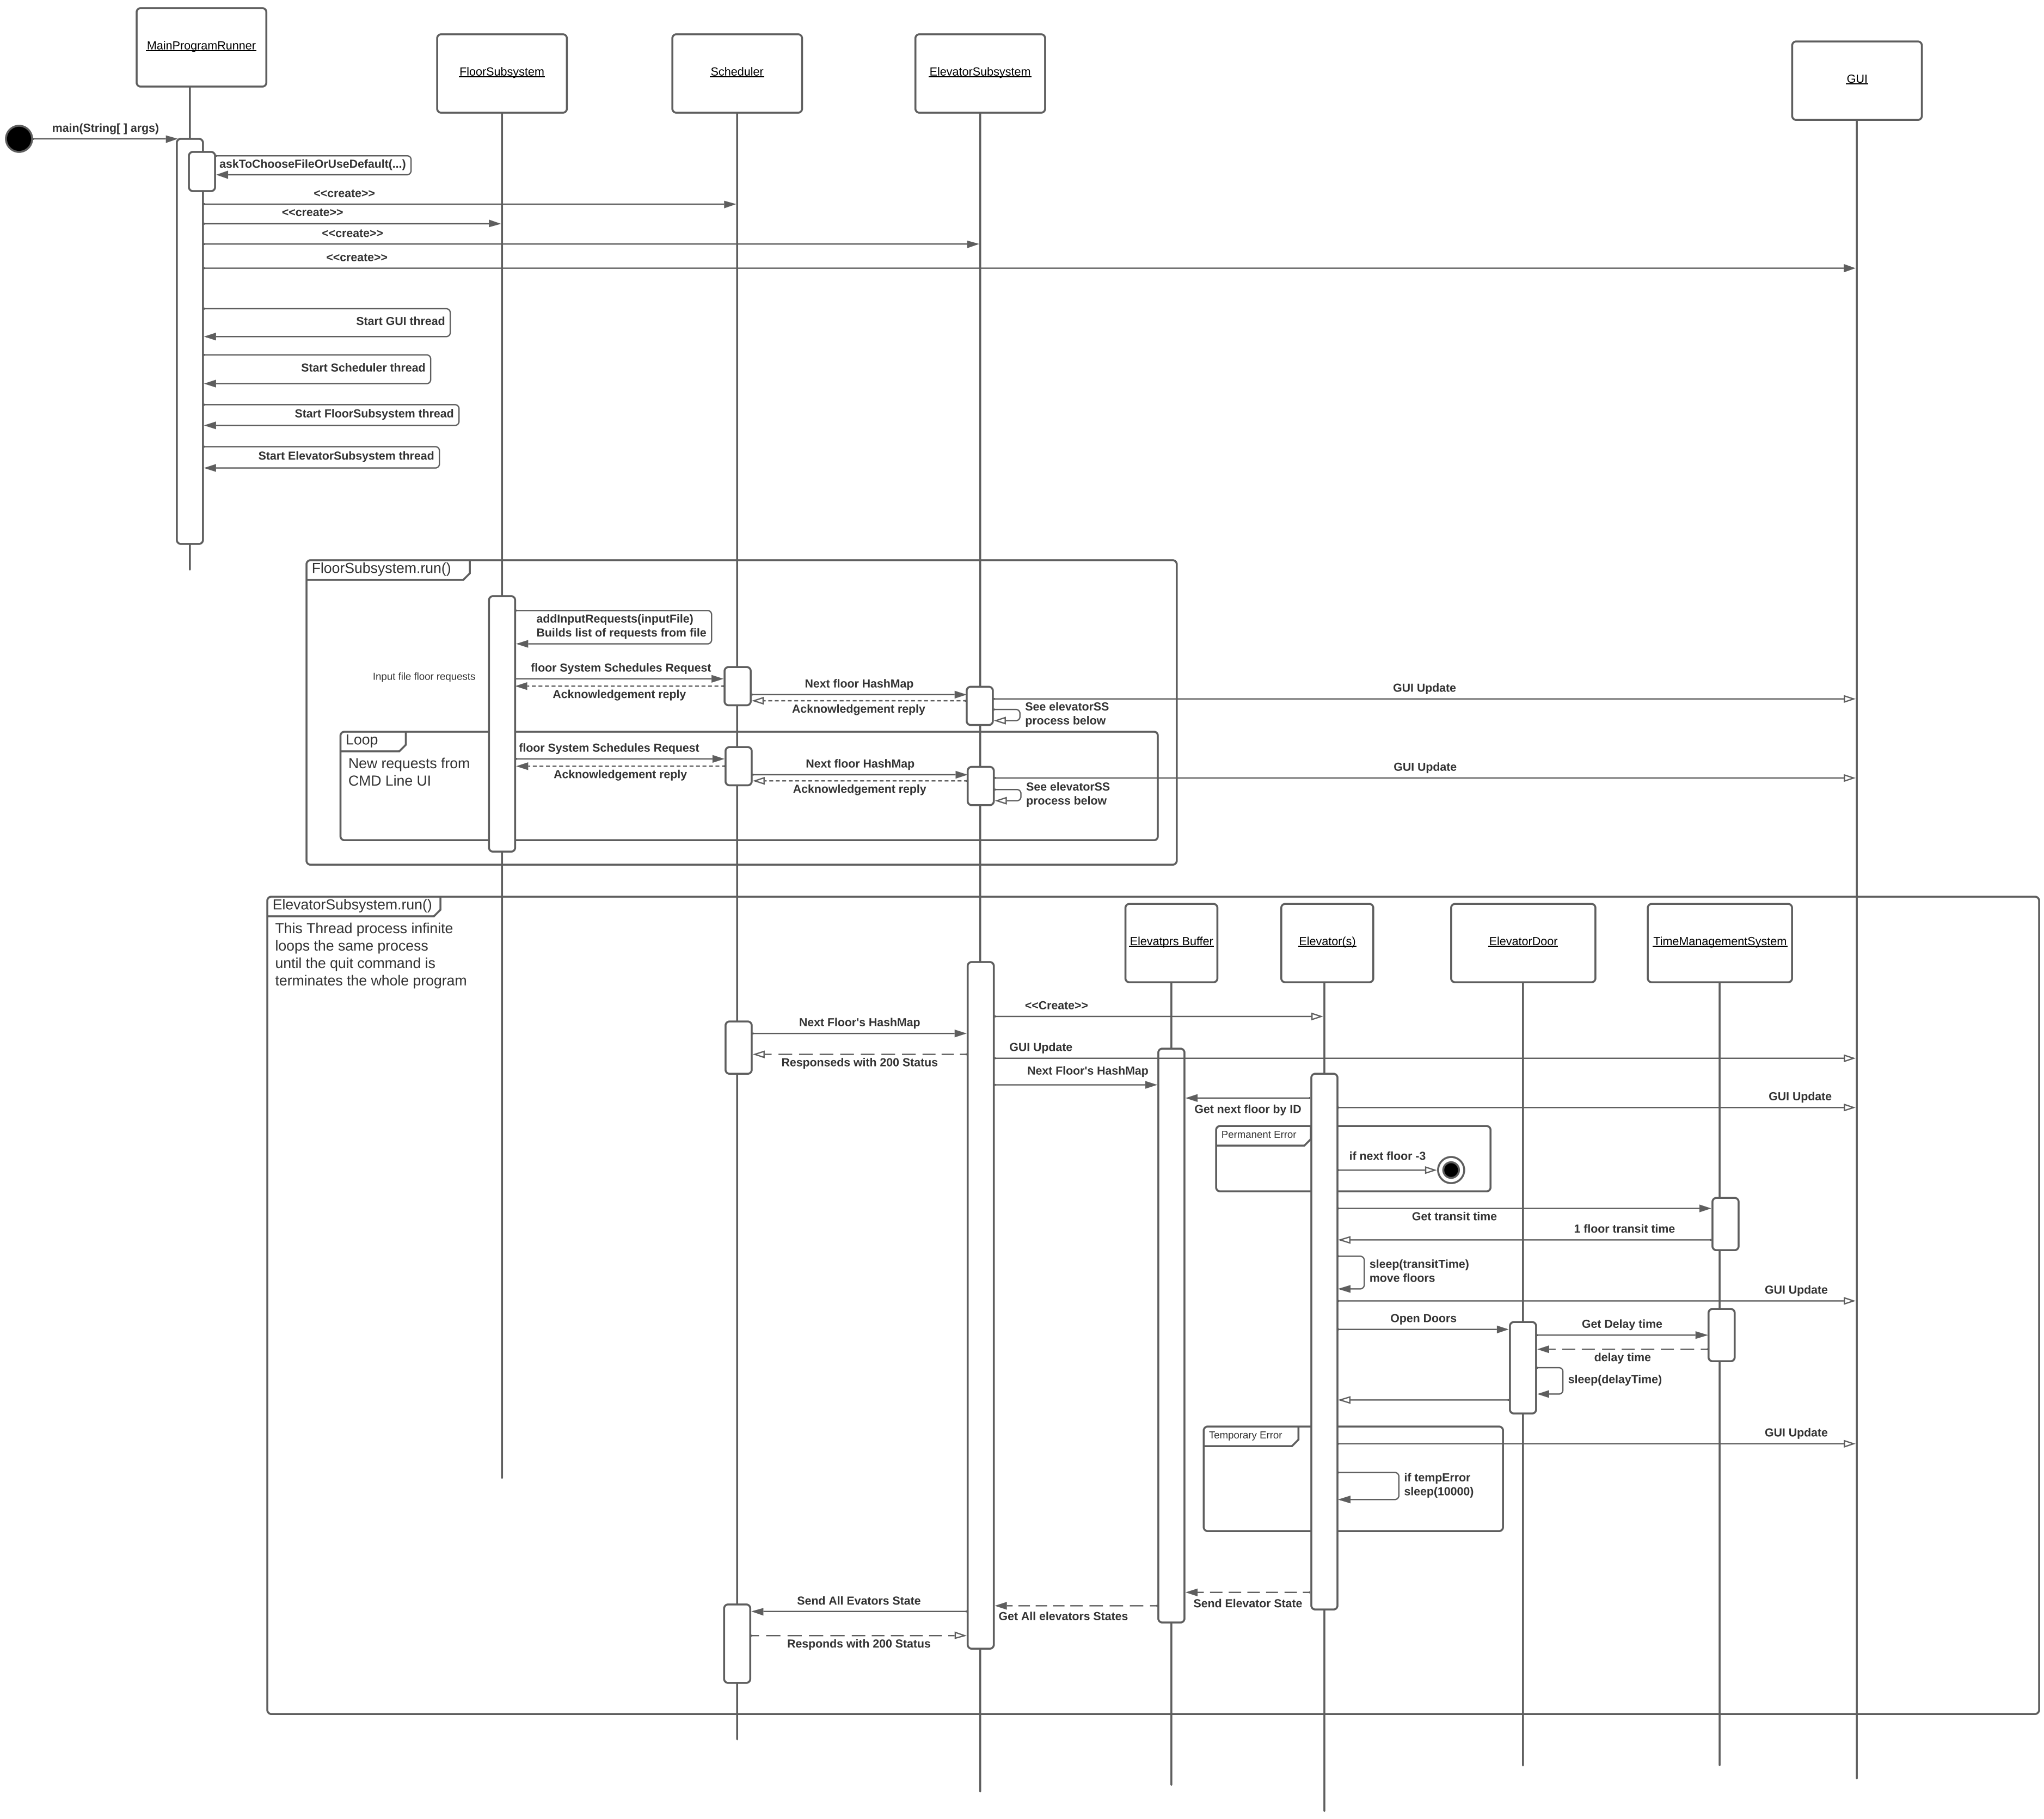 MainProgramRunner
FloorSubsystem
Scheduler
ElevatorSubsystem
GUI
main(String[ ] args)
askToChooseFileOrUseDefault(...)
<<create>>
<<create>>
<<create>>
<<create>>
Start GUI thread
Start Scheduler thread
Start FloorSubsystem thread
Start ElevatorSubsystem thread
FloorSubsystem.run()
addInputRequests(inputFile)
Builds list of requests from file
Input file floor requests
floor System Schedules Request
Acknowledgement reply
Next floor HashMap
Acknowledgement reply
GUI Update
See elevatorSS
process below
Loop
New requests from
CMD Line UI
floor System Schedules Request
Acknowledgement reply
Next floor HashMap
Acknowledgement reply
GUI Update
See elevatorSS
process below
ElevatorSubsystem.run()
This Thread process infinite
loops the same process
until the quit command is
terminates the whole program
Elevatprs Buffer
Elevator(s)
ElevatorDoor
TimeManagementSystem
<<Create>>
Next Floor's HashMap
Responseds with 200 Status
GUI Update
Next Floor's HashMap
Get next floor by ID
GUI Update
Permanent Error
if next floor -3
Get transit time
1 floor transit time
sleep(transitTime)
move floors
GUI Update
Open Doors
Get Delay time
delay time
sleep(delayTime)
Temporary Error
GUI Update
if tempError
sleep(10000)
Send Elevator State
Get All elevators States
Send All Evators State
Responds with 200 Status